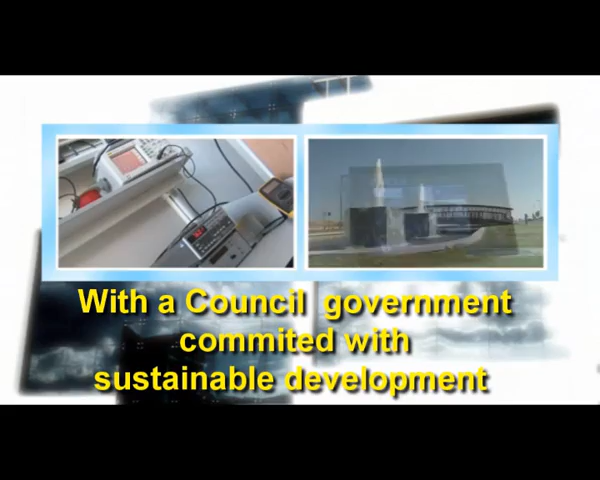 With a Council government
commited with
sustainable development